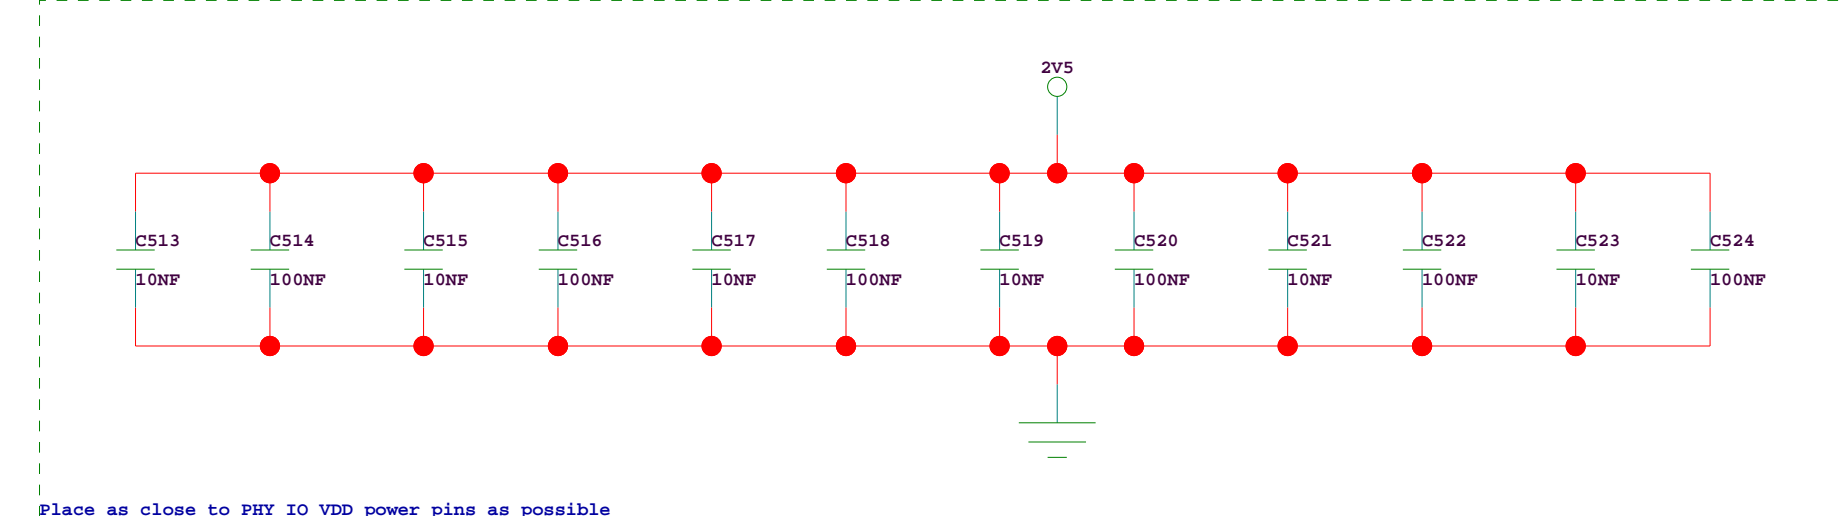 2V5
C513 C514 C515 C516 C517 C518 C519 C520 C521 C522 C523 C524
10NF 100NF 10NF 100NF 10NF 100NF 10NF 100NF 10NF 100NF 10NF 100NF
Place as close to PHY IO VDD power pins as possible